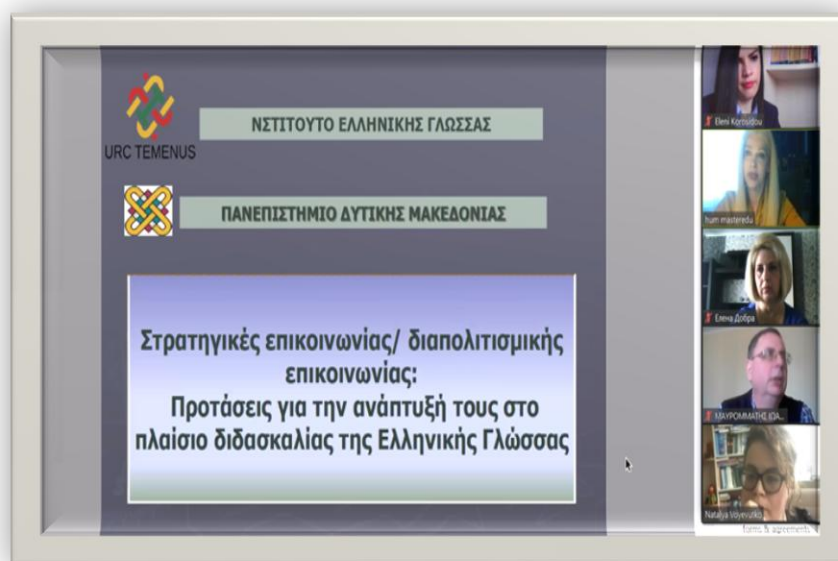 URC TEMENUS
ΝΣΤΙΤΟΥΤΟ ΕΛΛΗΝΙΚΗΣ ΓΛΩΣΣΑΣ
ΠΑΝΕΠΙΣΤΗΜΙΟ ΔΥΤΙΚΗΣ ΜΑΚΕΔΟΝΙΑΣ
Στρατηγικές επικοινωνίας/ διαπολιτισμικής
επικοινωνίας:
Προτάσεις για την ανάπτυξή τους στο
πλαίσιο διδασκαλίας της Ελληνικής Γλώσσας
Eleni Korosidou
hum masteredu
Елена Добра
ΜΑΥΡΟΜΜΑΤΗΣ ΙΩΑ...
Natalya Voyevutko